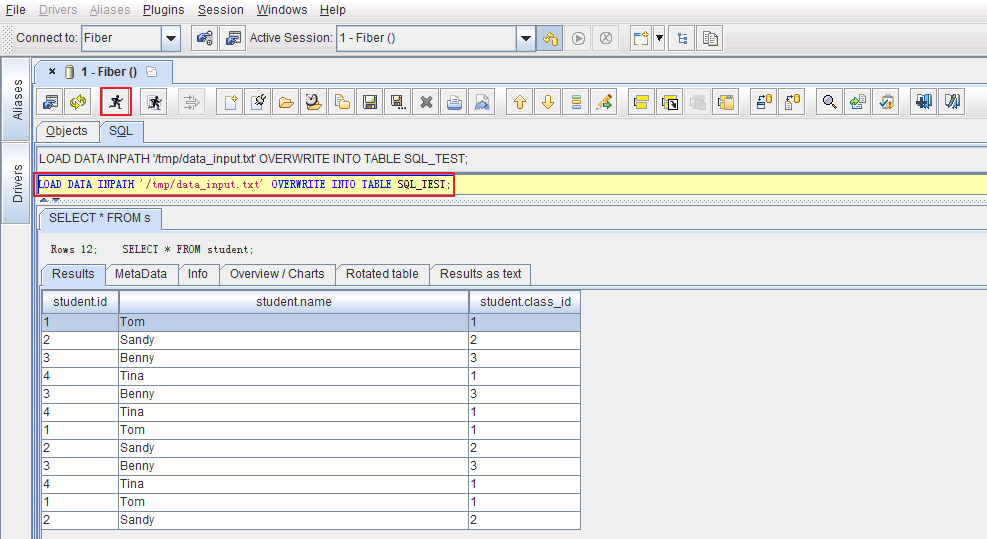 File Drivers Aliases Plugins Session Windows Help
Connect to: Fiber Active Session: 1 - Fiber ()
Aliases
Drivers
1 - Fiber ()
Objects SQL
LOAD DATA INPATH '/tmp/data_input.txt' OVERWRITE INTO TABLE SQL_TEST;
LOAD DATA INPATH '/tmp/data_input.txt' OVERWRITE INTO TABLE SQL_TEST;
SELECT * FROM s
Rows 12; SELECT * FROM student;
Results MetaData Info Overview / Charts Rotated table Results as text
student.id student.name student.class_id
1 Tom 1
2 Sandy 2
3 Benny 3
4 Tina 1
3 Benny 3
4 Tina 1
1 Tom 1
2 Sandy 2
3 Benny 3
4 Tina 1
1 Tom 1
2 Sandy 2